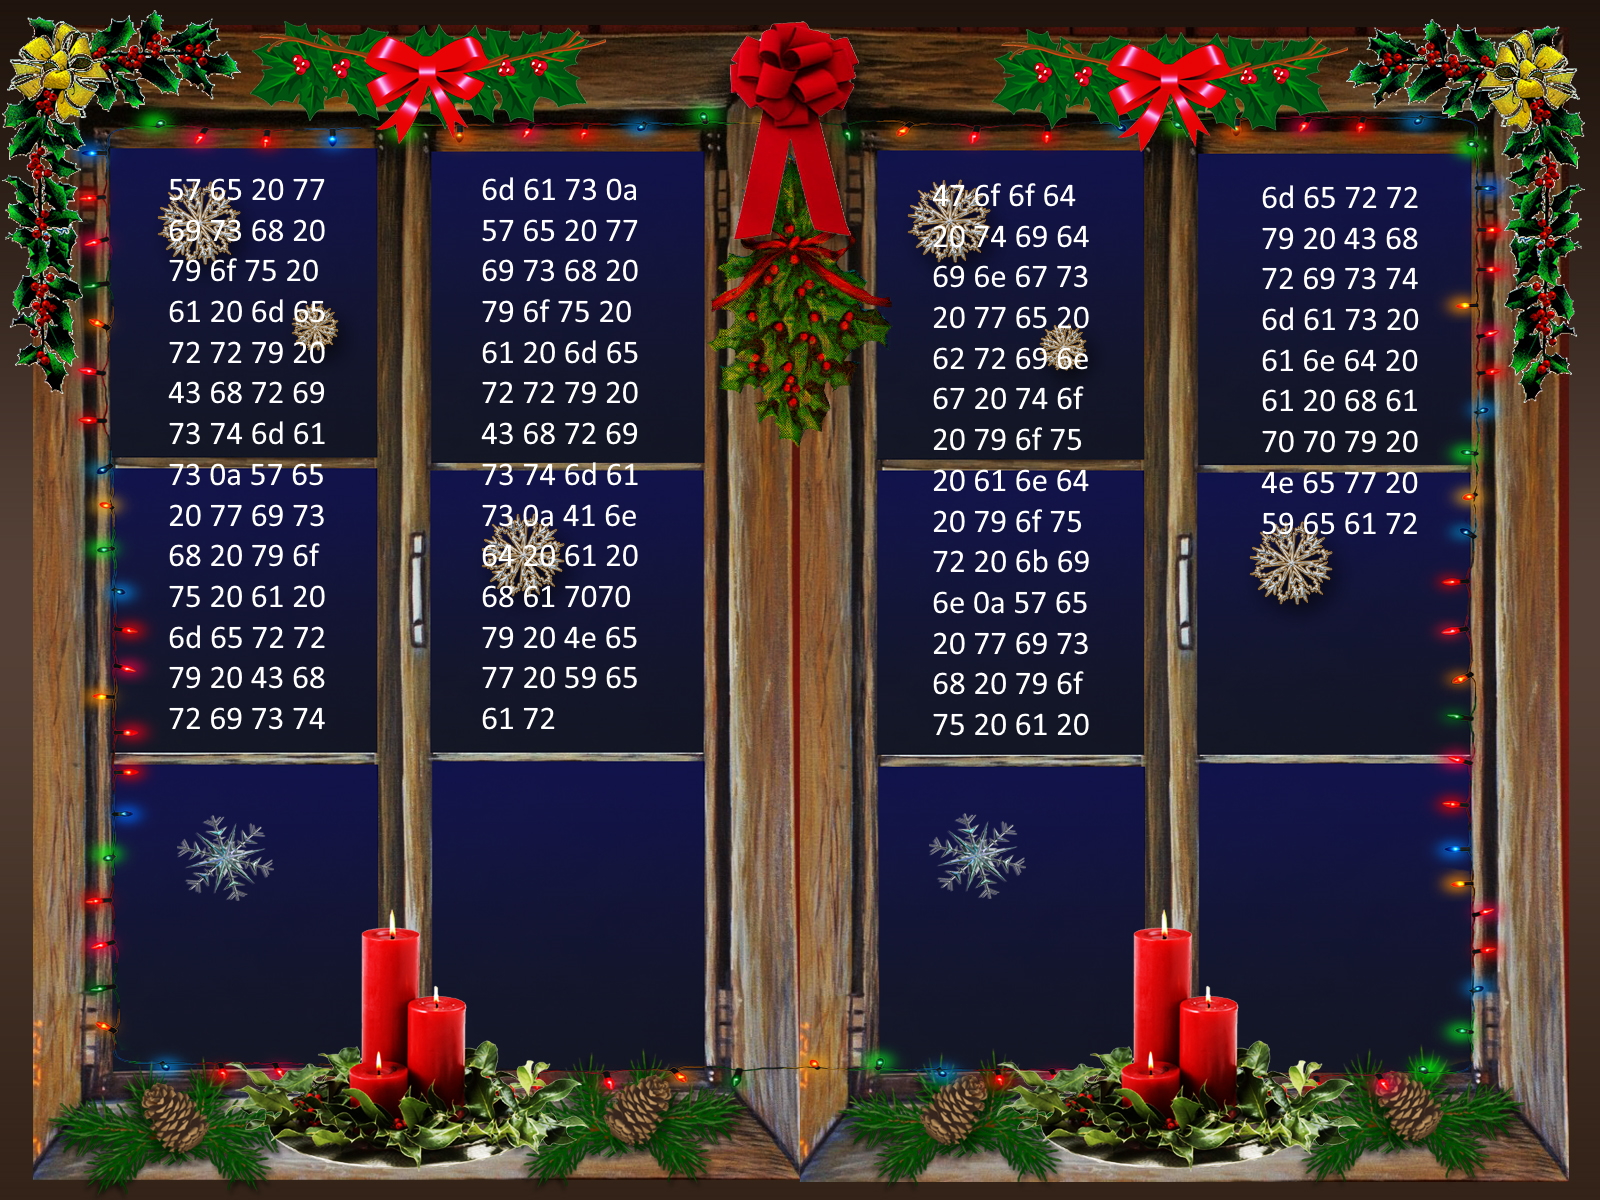 57 65 20 77
69 73 68 20
79 6f 75 20
61 20 6d 65
72 72 79 20
43 68 72 69
73 74 6d 61
73 0a 57 65
20 77 69 73
68 20 79 6f
75 20 61 20
6d 65 72 72
79 20 43 68
72 69 73 74
6d 61 73 0a
57 65 20 77
69 73 68 20
79 6f 75 20
61 20 6d 65
72 72 79 20
43 68 72 69
73 74 6d 61
73 0a 41 6e
64 20 61 20
68 61 7070
79 20 4e 65
77 20 59 65
61 72
47 6f 6f 64
20 74 69 64
69 6e 67 73
20 77 65 20
62 72 69 6e
67 20 74 6f
20 79 6f 75
20 61 6e 64
20 79 6f 75
72 20 6b 69
6e 0a 57 65
20 77 69 73
68 20 79 6f
75 20 61 20
6d 65 72 72
79 20 43 68
72 69 73 74
6d 61 73 20
61 6e 64 20
61 20 68 61
70 70 79 20
4e 65 77 20
59 65 61 72